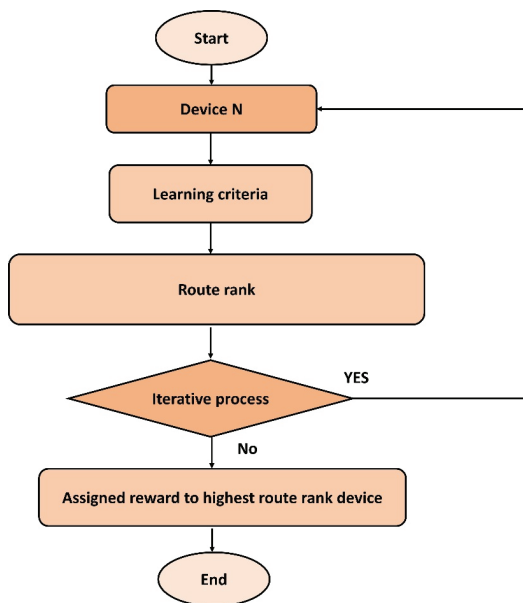 Start
Device N
Learning criteria
Route rank
Iterative process
YES
No
Assigned reward to highest route rank device
End